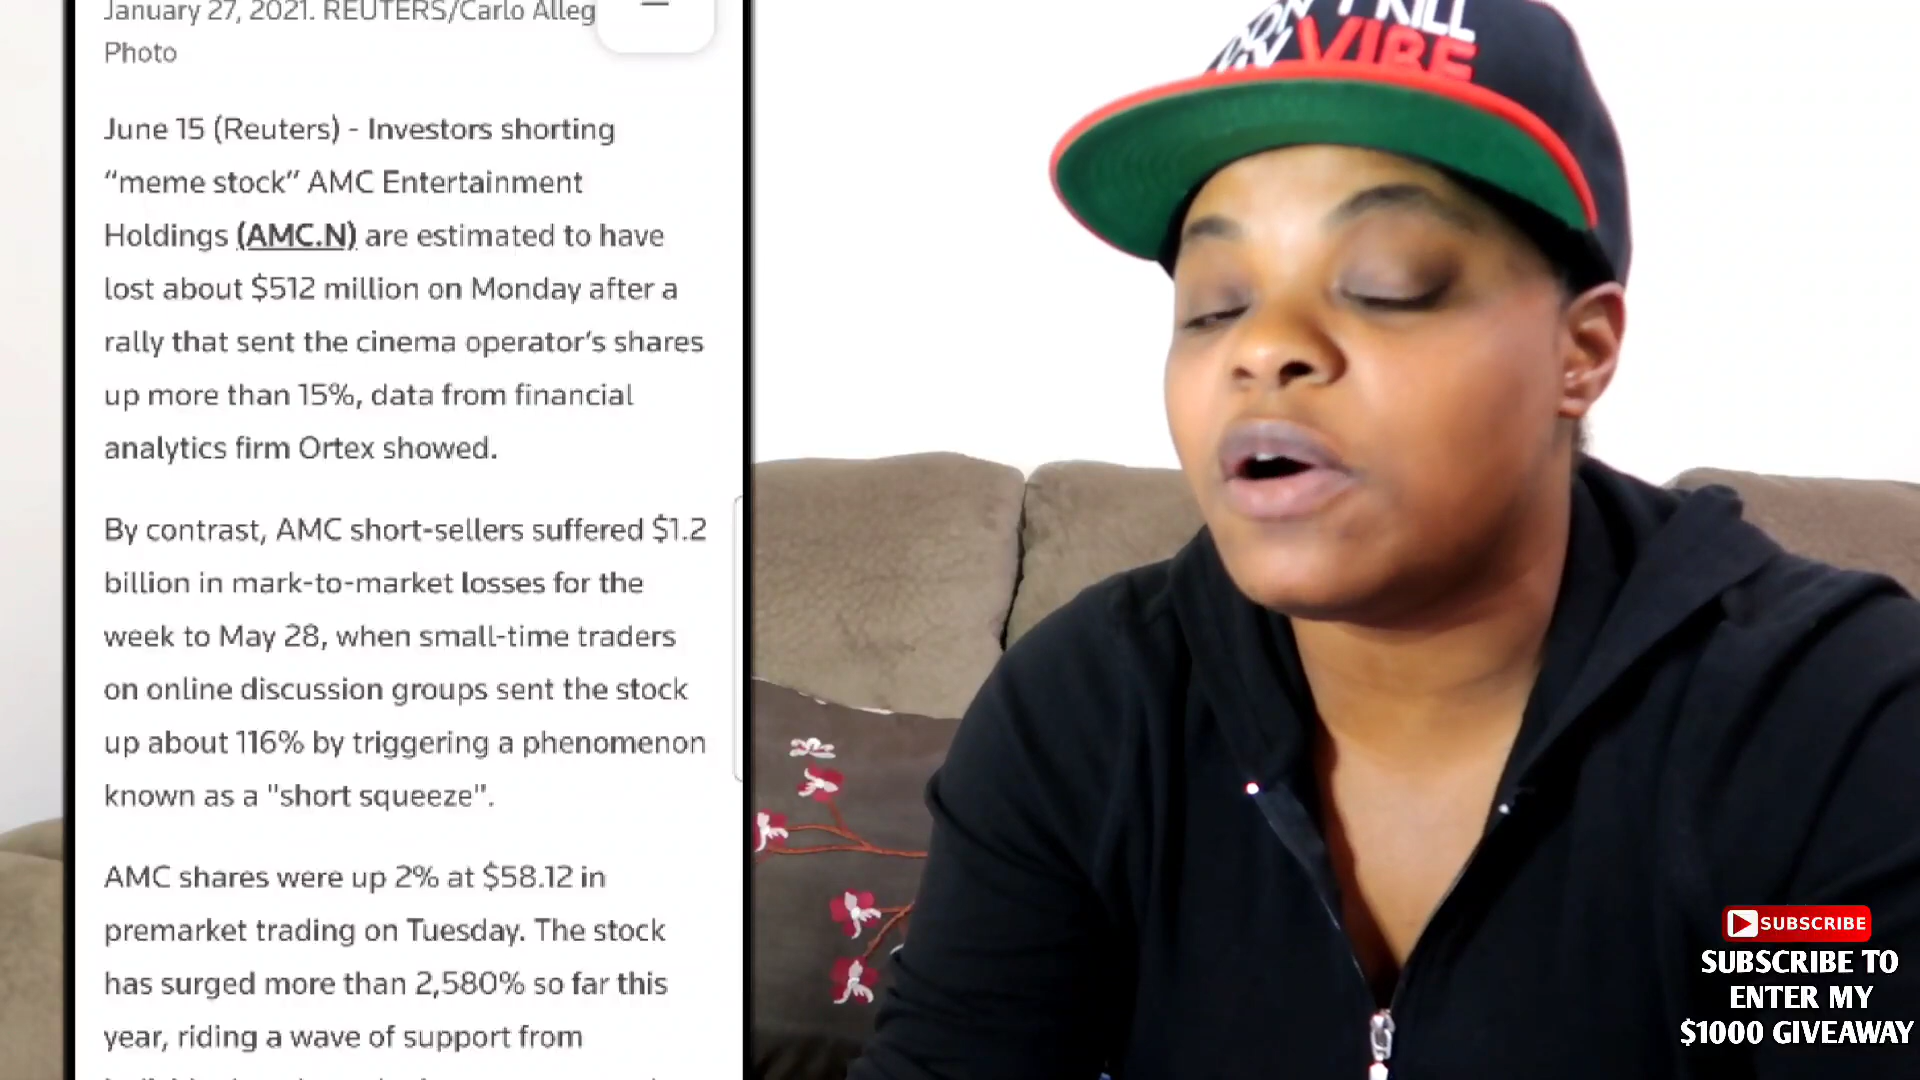 January 27, 2021. REUTERS/Carlo Alleg
Photo
June 15 (Reuters) - Investors shorting
“meme stock” AMC Entertainment
Holdings (AMC.N) are estimated to have
lost about $512 million on Monday after a
rally that sent the cinema operator’s shares
up more than 15%, data from financial
analytics firm Ortex showed.
By contrast, AMC short-sellers suffered $1.2
billion in mark-to-market losses for the
week to May 28, when small-time traders
on online discussion groups sent the stock
up about 116% by triggering a phenomenon
known as a "short squeeze".
AMC shares were up 2% at $58.12 in
premarket trading on Tuesday. The stock
has surged more than 2,580% so far this
year, riding a wave of support from
KILL
VIBE
SUBSCRIBE
SUBSCRIBE TO
ENTER MY
$1000 GIVEAWAY